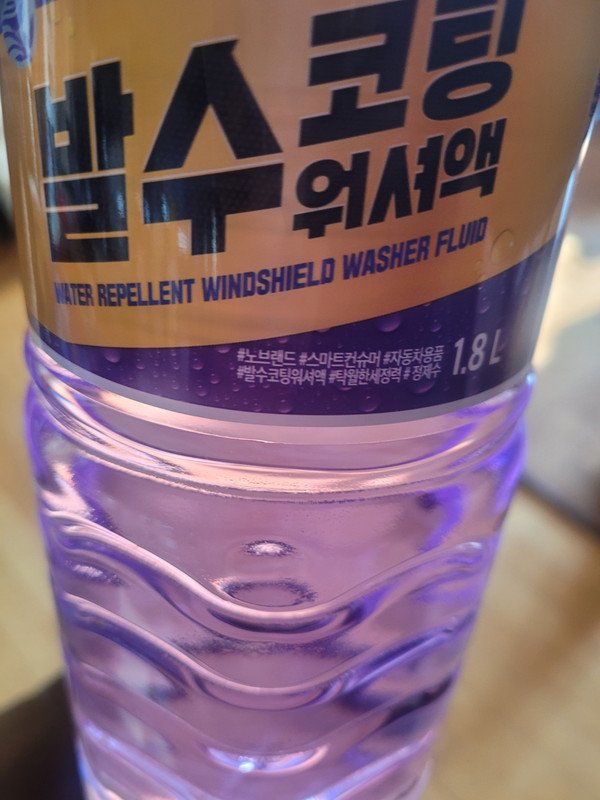 발수코팅
워셔액
WATER REPELLENT WINDSHIELD WASHER FLUID
#노브랜드 #스마트컨슈머 #자동차용품
#발수코팅워셔액 #탁월한세정력 # 정제수
1.8 L